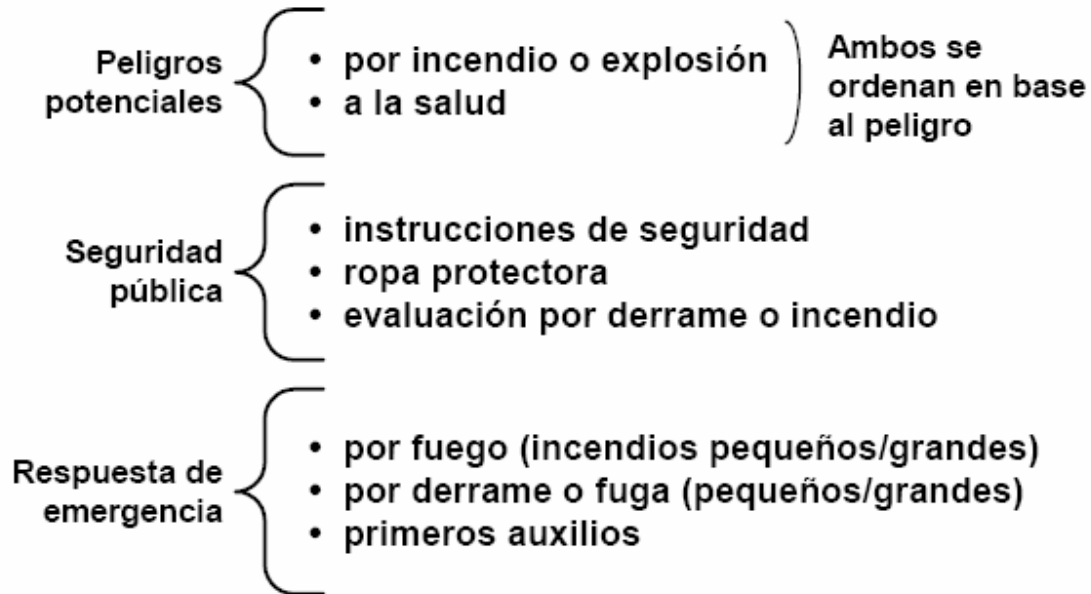 Peligros
potenciales
• por incendio o explosión
• a la salud
Ambos se
ordenan en base
al peligro
Seguridad
pública
• instrucciones de seguridad
• ropa protectora
• evaluación por derrame o incendio
Respuesta de
emergencia
• por fuego (incendios pequeños/grandes)
• por derrame o fuga (pequeños/grandes)
• primeros auxilios